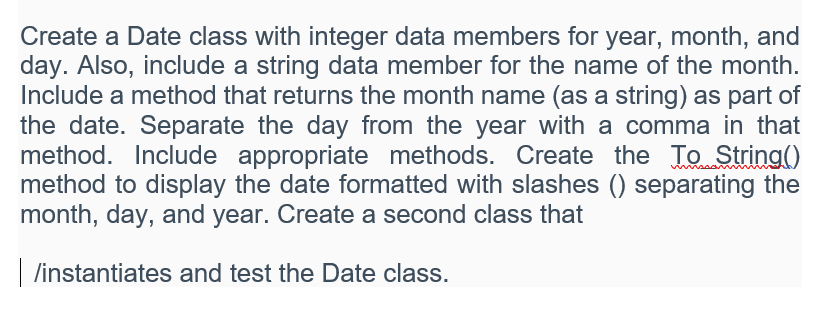 Create a Date class with integer data members for year, month, and
day. Also, include a string data member for the name of the month.
Include a method that returns the month name (as a string) as part of
the date. Separate the day from the year with a comma in that
method. Include appropriate methods. Create the To String()
method to display the date formatted with slashes () separating the
month, day, and year. Create a second class that
/instantiates and test the Date class.